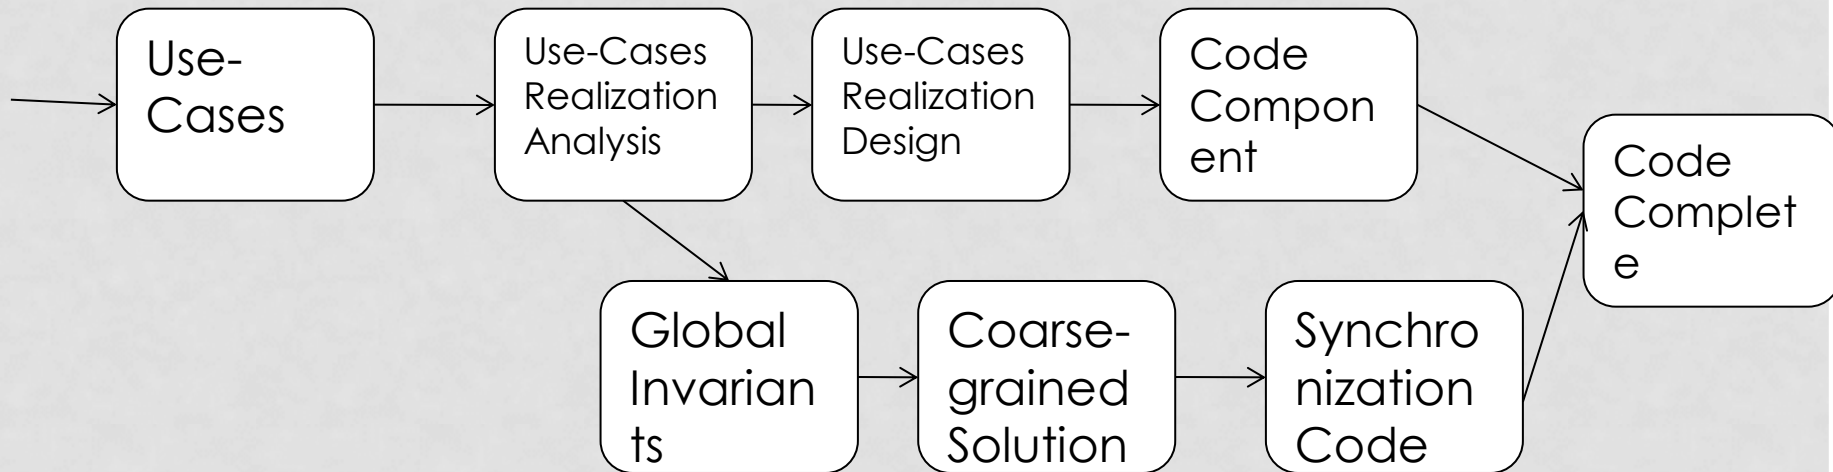 Use-
Cases
Use-Cases
Realization
Analysis
Use-Cases
Realization
Design
Code
Compon
ent
Code
Complet
e
Global
Invarian
ts
Coarse-
grained
Solution
Synchro
nization
Code